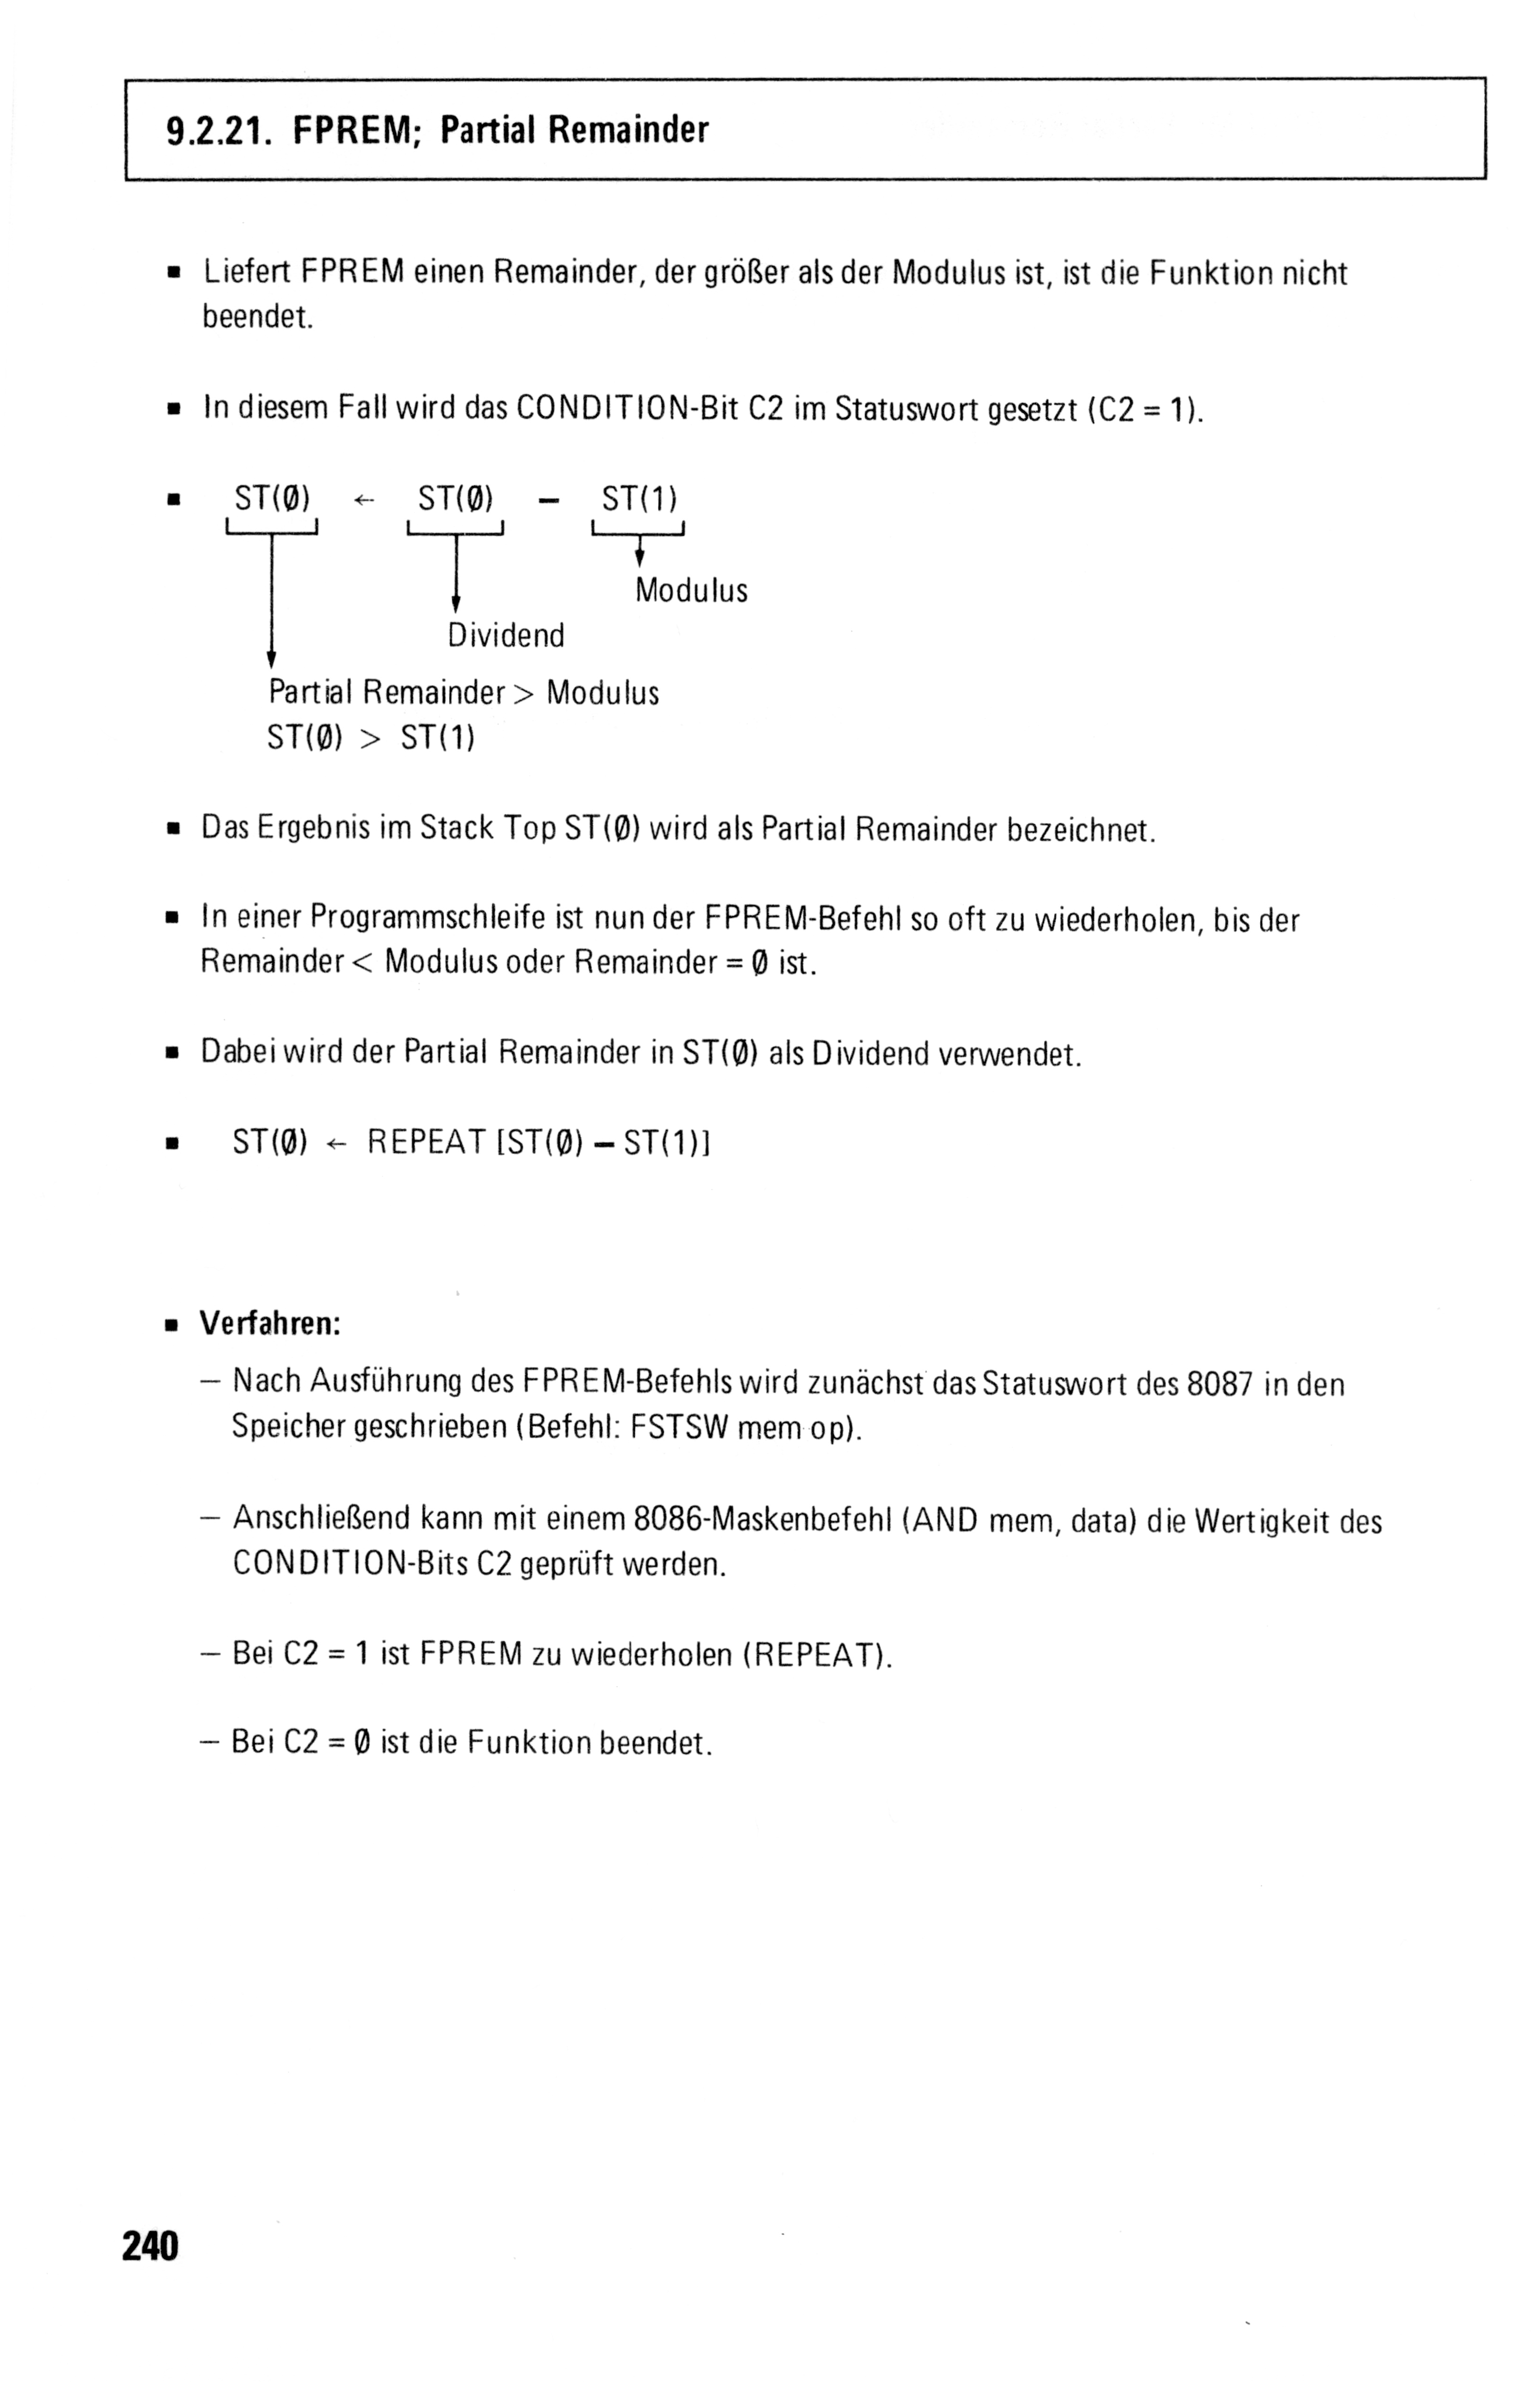 9.2.21. FPREM; Partial Remainder
▪ Liefert FPREM einen Remainder, der größer als der Modulus ist, ist die Funktion nicht
beendet.
▪ In diesem Fall wird das CONDITION-Bit C2 im Statuswort gesetzt (C2 = 1).
▪ ST(Ø) ← ST(Ø) – ST(1)
Modulus
Dividend
Partial Remainder > Modulus
ST(Ø) > ST(1)
▪ Das Ergebnis im Stack Top ST(Ø) wird als Partial Remainder bezeichnet.
▪ In einer Programmschleife ist nun der FPREM-Befehl so oft zu wiederholen, bis der
Remainder < Modulus oder Remainder = Ø ist.
▪ Dabei wird der Partial Remainder in ST(Ø) als Dividend verwendet.
▪ ST(Ø) ← REPEAT [ST(Ø) – ST(1)]
▪ Verfahren:
– Nach Ausführung des FPREM-Befehls wird zunächst das Statuswort des 8087 in den
Speicher geschrieben (Befehl: FSTSW mem op).
– Anschließend kann mit einem 8086-Maskenbefehl (AND mem, data) die Wertigkeit des
CONDITION-Bits C2 geprüft werden.
– Bei C2 = 1 ist FPREM zu wiederholen (REPEAT).
– Bei C2 = Ø ist die Funktion beendet.
240